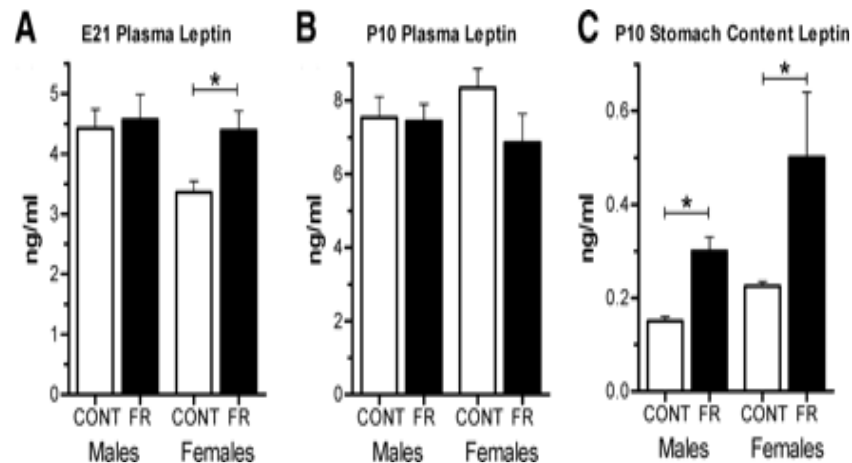 A E21 Plasma Leptin
B P10 Plasma Leptin
C P10 Stomach Content Leptin
ng/ml
5
4
3
2
1
0
*
CONT FR CONT FR
Males Females
ng/ml
8
6
4
2
0
CONT FR CONT FR
Males Females
ng/ml
0.6
0.4
0.2
0.0
*
*
CONT FR CONT FR
Males Females